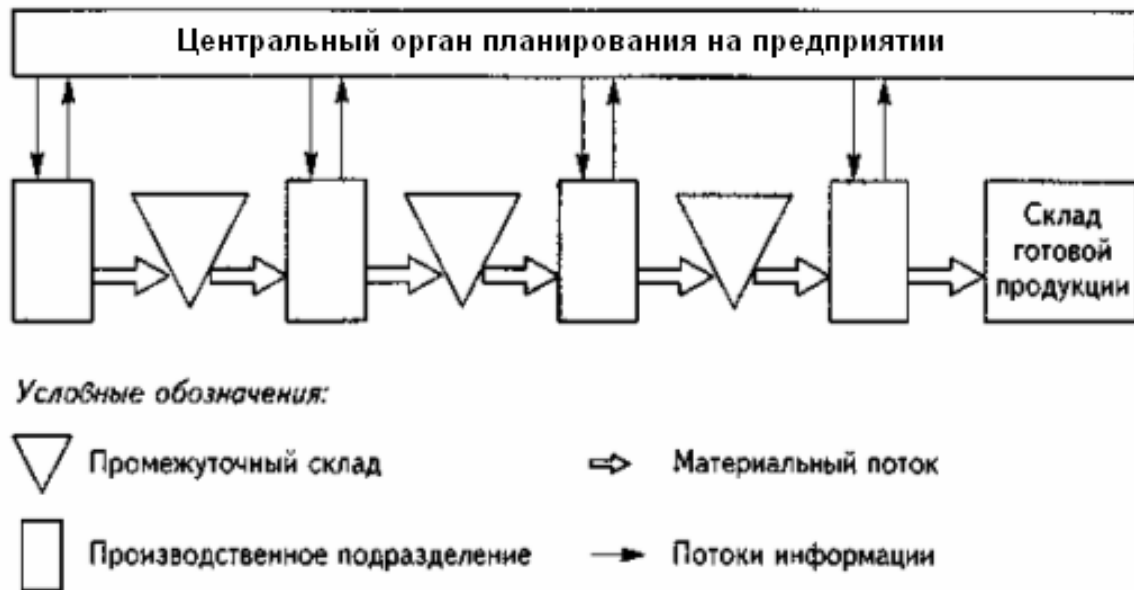 Центральный орган планирования на предприятии
Склад
готовой
продукции
Условные обозначения:
Промежуточный склад
Материальный поток
Производственное подразделение
Потоки информации